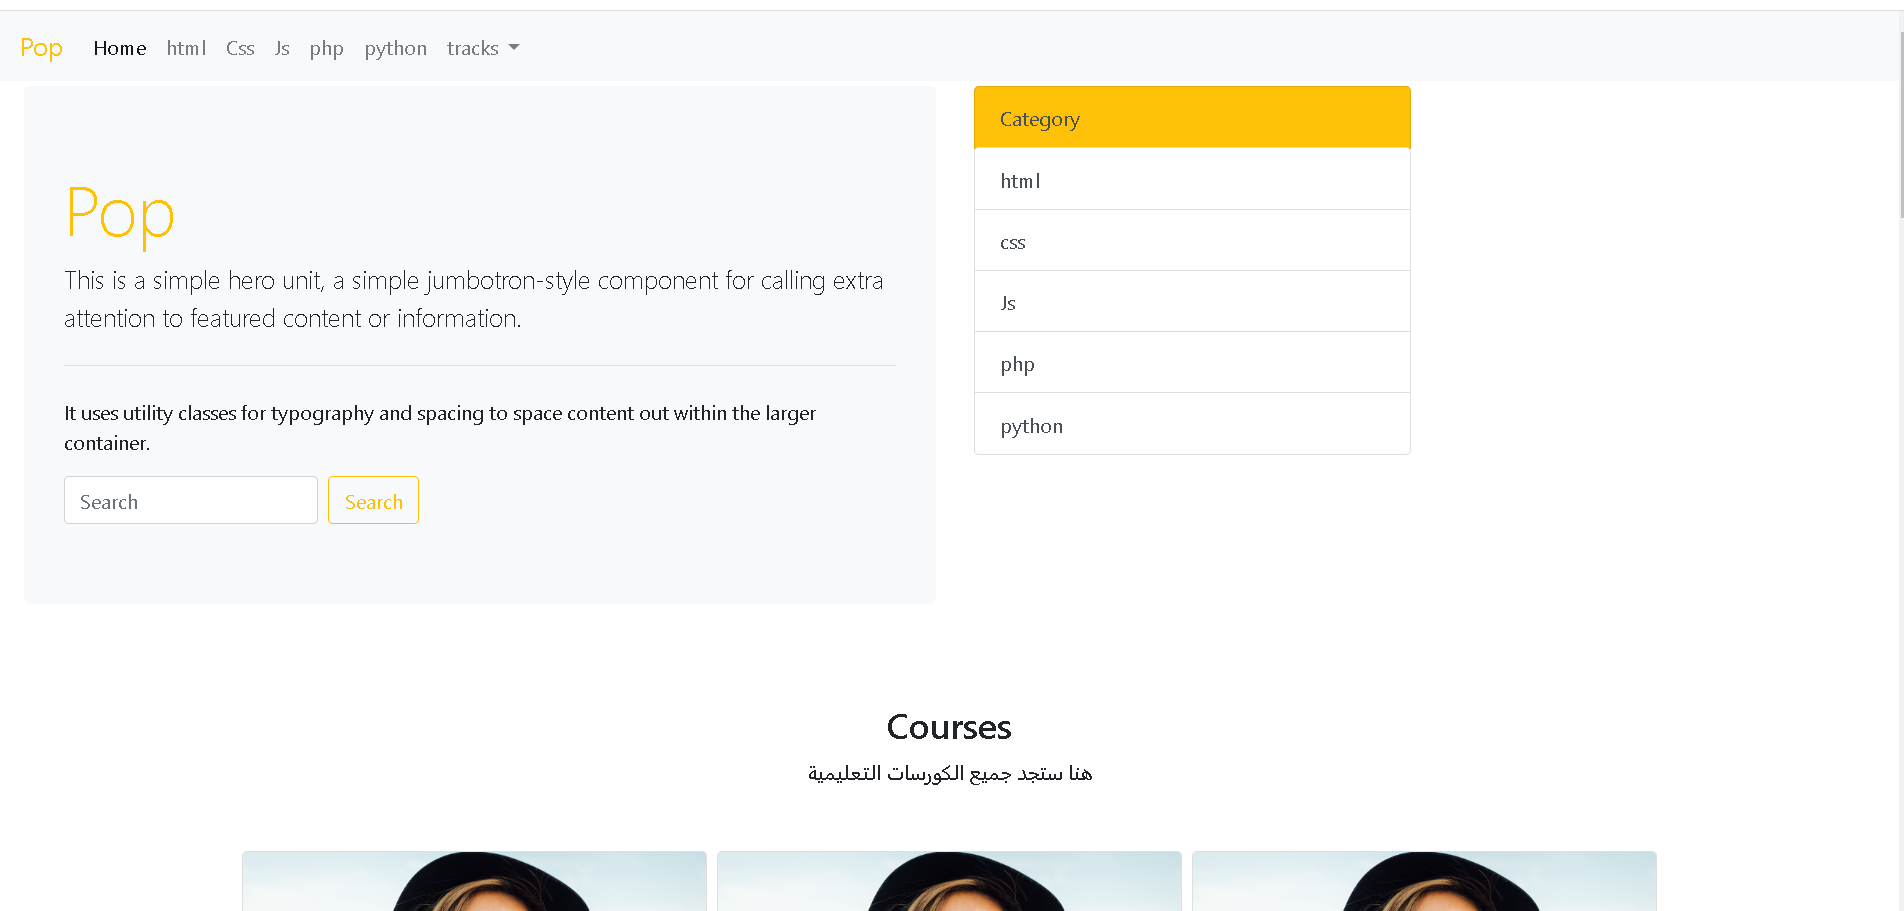 Pop Home html Css Js php python tracks
Pop
This is a simple hero unit, a simple jumbotron-style component for calling extra
attention to featured content or information.
It uses utility classes for typography and spacing to space content out within the larger
container.
Search Search
Category
html
css
Js
php
python
Courses
هنا ستجد جميع الكورسات التعليمية